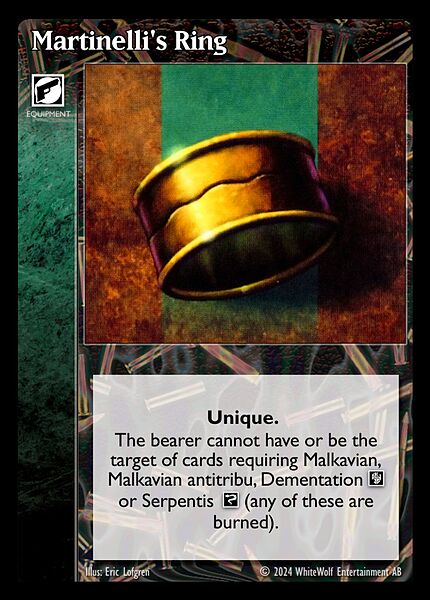 Martinelli's Ring
EQUIPMENT
Unique.
The bearer cannot have or be the
target of cards requiring Malkavian,
Malkavian antitribu, Dementation
or Serpentis (any of these are
burned).
Illus: Eric Lofgren
© 2024 WhiteWolf Entertainment AB